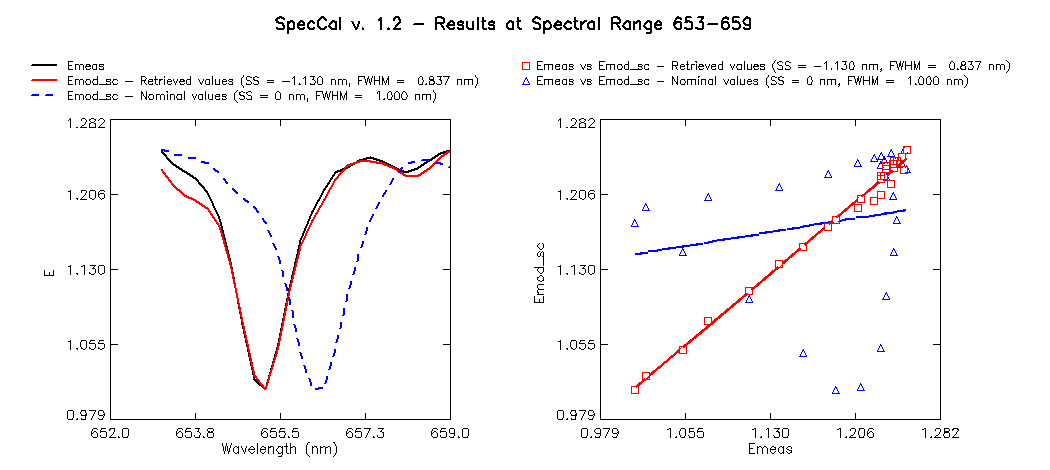 SpecCal v. 1.2 - Results at Spectral Range 653-659
Emeas
Emod_sc - Retrieved values (SS = -1.130 nm, FWHM = 0.837 nm)
Emod_sc - Nominal values (SS = 0 nm, FWHM = 1.000 nm)
Emeas vs Emod_sc - Retrieved values (SS = -1.130 nm, FWHM = 0.837 nm)
Emeas vs Emod_sc - Nominal values (SS = 0 nm, FWHM = 1.000 nm)
1.282
1.206
1.130
1.055
0.979
E
652.0 653.8 655.5 657.3 659.0
Wavelength (nm)
1.282
1.206
1.130
1.055
0.979
Emod_sc
0.979 1.055 1.130 1.206 1.282
Emeas